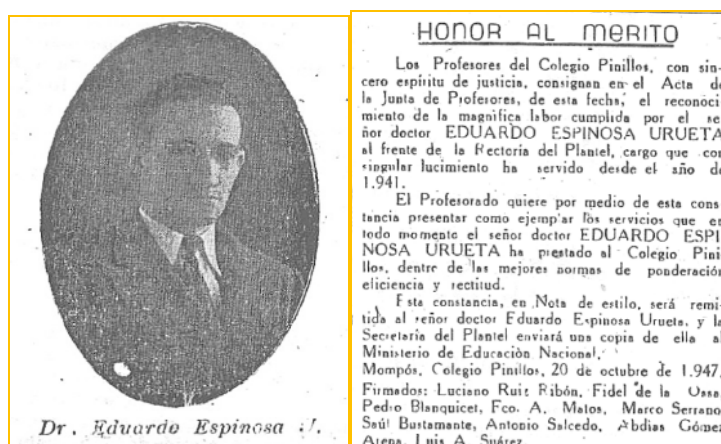 Dr. Eduardo Espinosa U.
HONOR AL MERITO
Los Profesores del Colegio Pinillos, con sin-
cero espiritu de justicia, consignan en el Acta de
la Junta de Profesores, de esta fecha, el reconoci-
miento de la magnifica labor cumplida por el se-
ñor doctor EDUARDO ESPINOSA URUETA
al frente de la Rectoria del Plantel, cargo que con
singular lucimiento ha servido desde el año de
1.941.
El Profesorado quiere por medio de esta cons-
tancia presentar como ejemplar los servicios que en
todo momento el señor doctor EDUARDO ESPI
NOSA URUETA ha prestado al Colegio Pini
llos, dentre de las mejores normas de ponderación
eficiencia y rectitud.
Esta constancia, en Nota de estilo, será remi-
tida al señor doctor Eduardo Espinosa Urueta, y la
Secretaria del Plantel enviará una copia de ella al
Ministerio de Educación Nacional,
Mompós, Colegio Pinillos, 20 de octubre de 1.947.
Firmados: Luciano Ruiz Ribón, Fidel de la Ossa,
Pedro Blanquicet, Fco. A. Matos, Marco Serrano,
Saúl Bustamante, Antonio Salcedo, Abdias Gómez
Arena, Luis A. Suárez